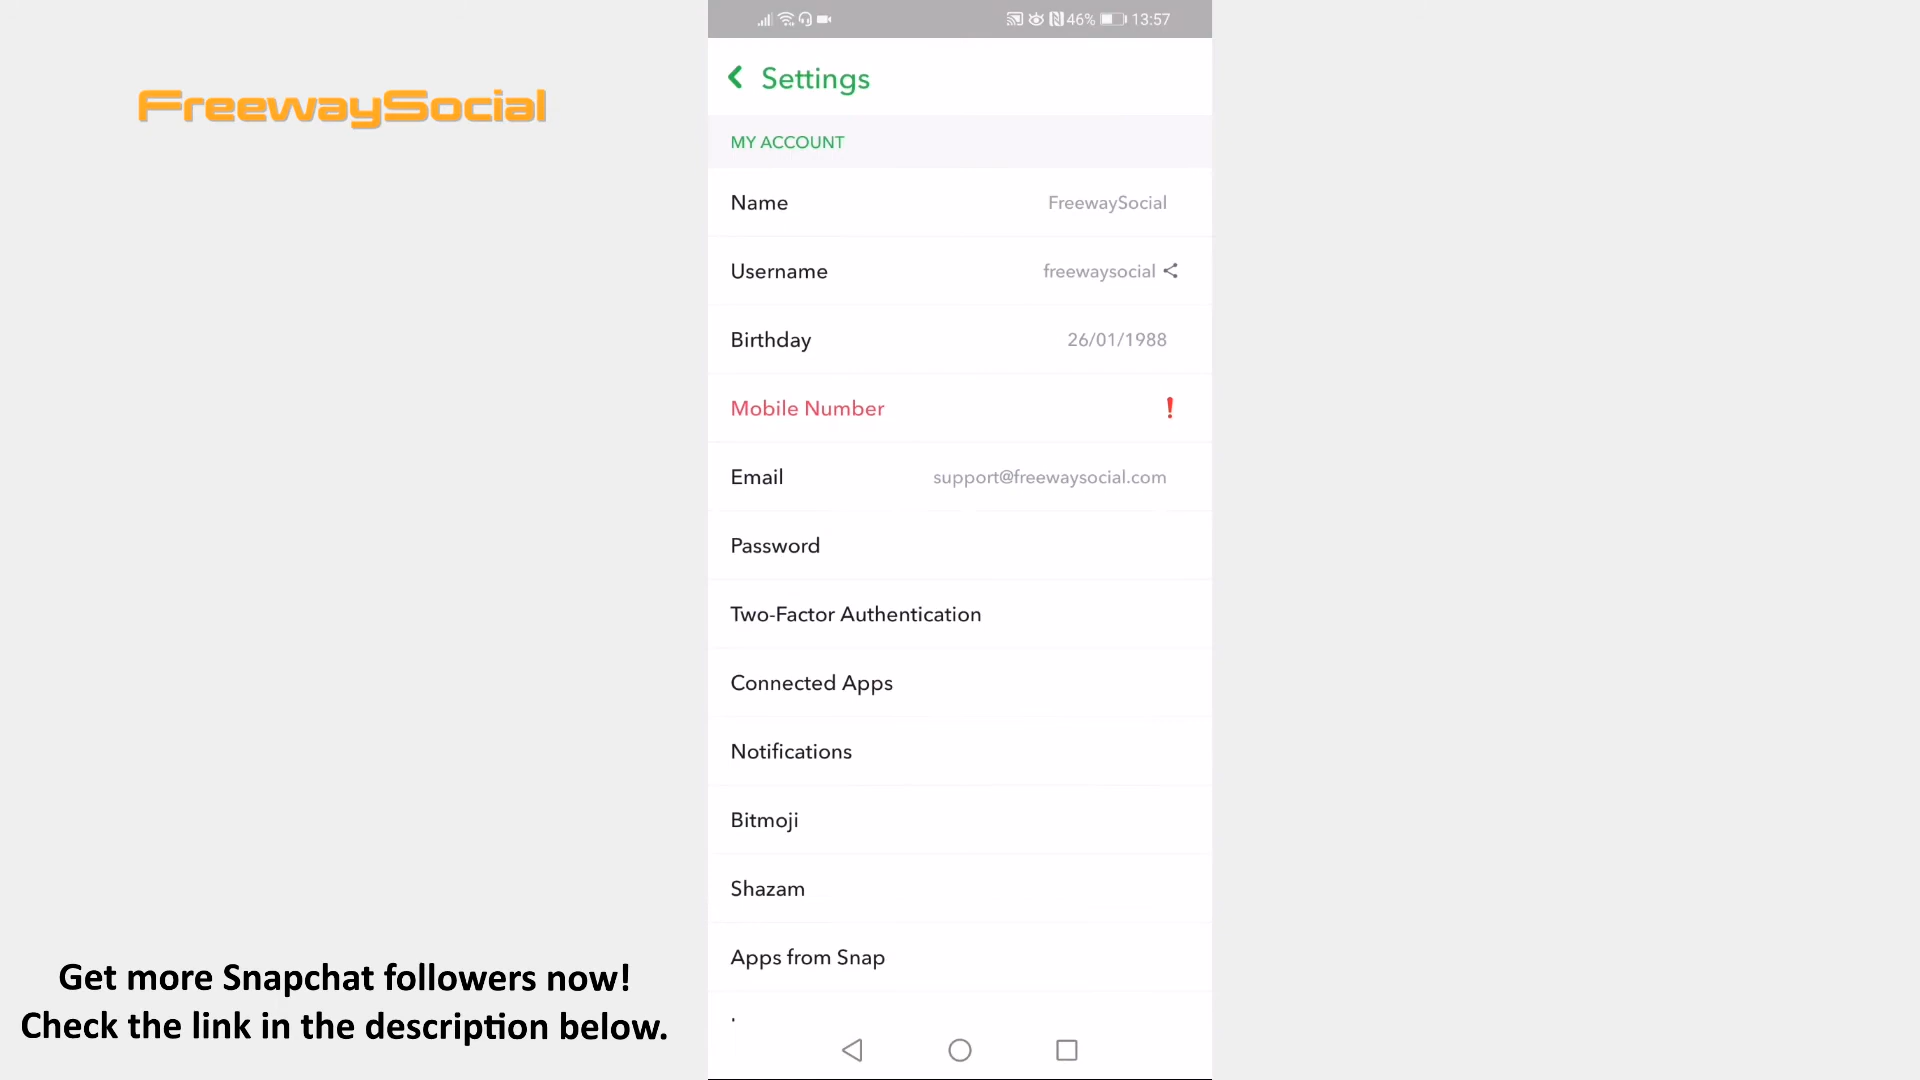 46% 13:57
Settings
FreewaySocial
MY ACCOUNT
Name FreewaySocial
Username freewaysocial
Birthday 26/01/1988
Mobile Number
Email support@freewaysocial.com
Password
Two-Factor Authentication
Connected Apps
Notifications
Bitmoji
Shazam
Apps from Snap
Get more Snapchat followers now!
Check the link in the description below.